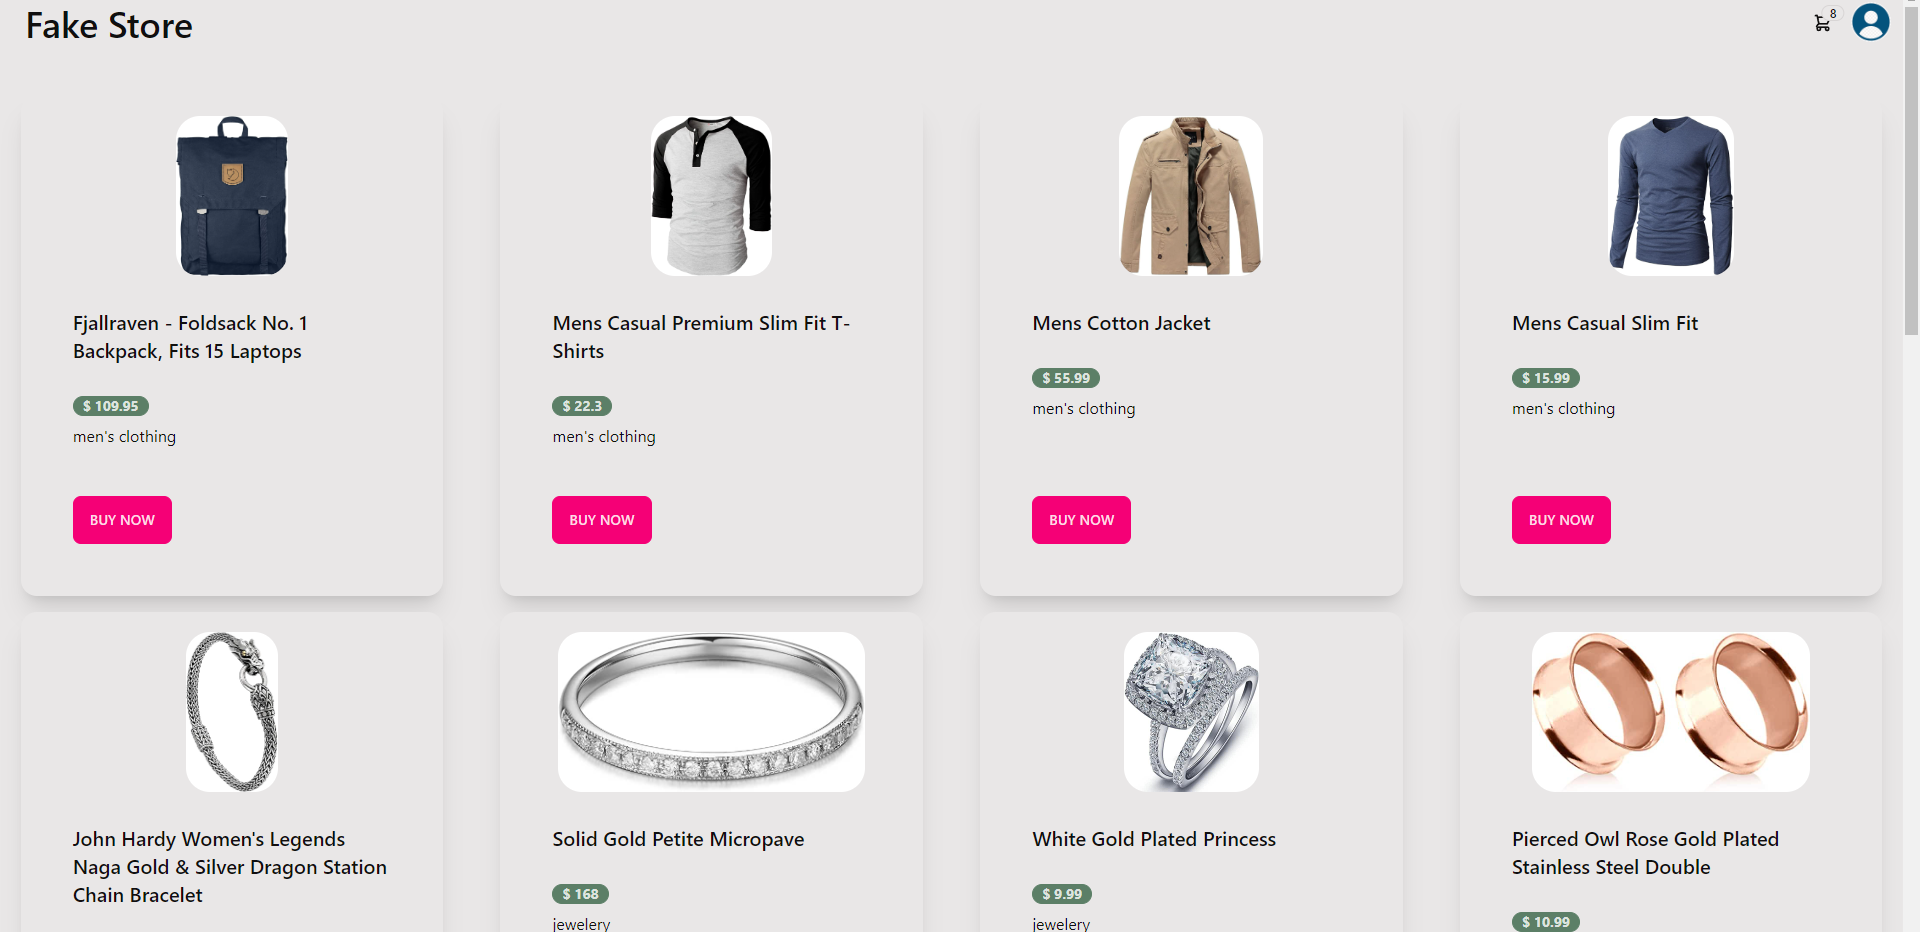 Fake Store
8
Fjallraven - Foldsack No. 1
Backpack, Fits 15 Laptops
$ 109.95
men's clothing
BUY NOW
Mens Casual Premium Slim Fit T-
Shirts
$ 22.3
men's clothing
BUY NOW
Mens Cotton Jacket
$ 55.99
men's clothing
BUY NOW
Mens Casual Slim Fit
$ 15.99
men's clothing
BUY NOW
John Hardy Women's Legends
Naga Gold & Silver Dragon Station
Chain Bracelet
Solid Gold Petite Micropave
$ 168
jewelery
White Gold Plated Princess
$ 9.99
jewelery
Pierced Owl Rose Gold Plated
Stainless Steel Double
$ 10.99